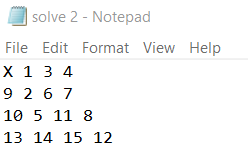 solve 2 - Notepad
File Edit Format View Help
X 1 3 4
9 2 6 7
10 5 11 8
13 14 15 12